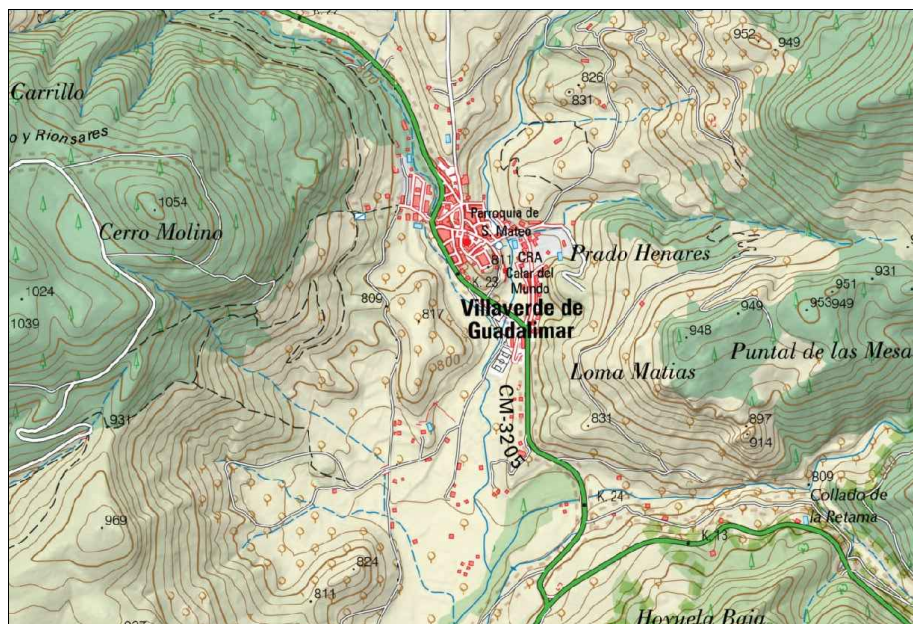 952
949
826
831
Carrillo
o y Rionsares
1054
Cerro Molino
Parroquia de
S. Mateo
811
CRA
Calar del
Mundo
Prado Henares
K. 23
1024
1039
809
817
Villaverde de
Guadalimar
800
931
951
949
953
949
948
Puntal de las Mesa
Loma Matias
CM-3205
831
897
914
931
809
Collado de
la Retama
K. 24
K. 13
969
824
811
Hoyuela Baja